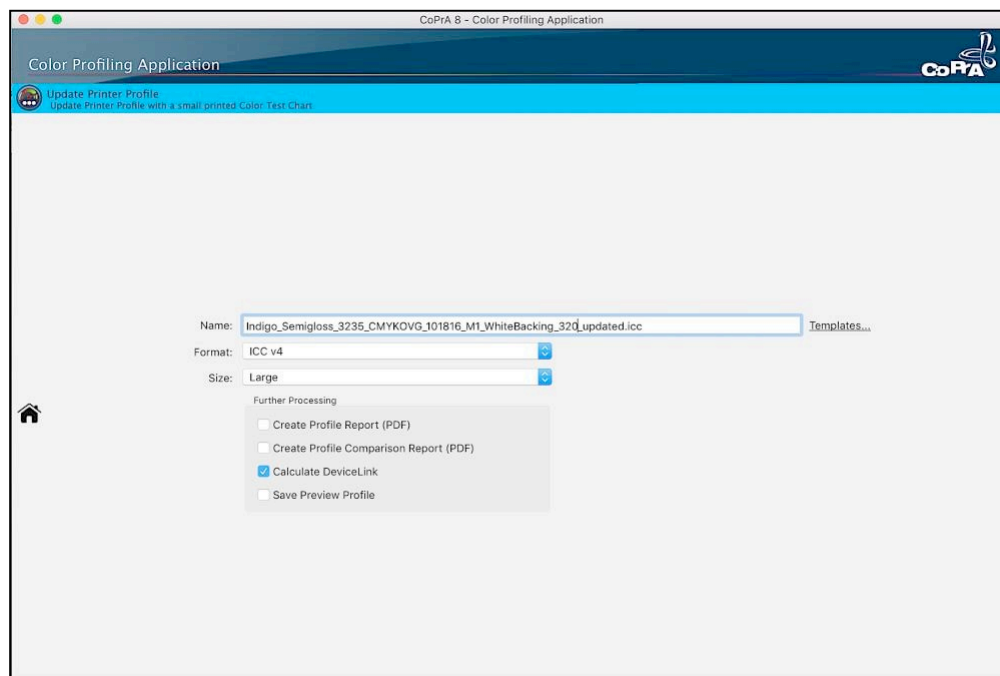 CoPrA 8 - Color Profiling Application
Color Profiling Application
CoPrA
Update Printer Profile
Update Printer Profile with a small printed Color Test Chart
Name: Indigo_Semigloss_3235_CMYKOVG_101816_M1_WhiteBacking_320_updated.icc Templates...
Format: ICC v4
Size: Large
Further Processing
Create Profile Report (PDF)
Create Profile Comparison Report (PDF)
Calculate DeviceLink
Save Preview Profile